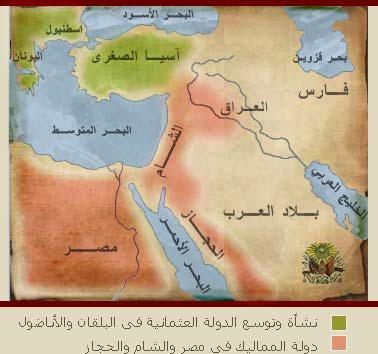 البحر الأسود
اسطنبول
اليونان
آسيا الصغرى
بحر قزوين
فارس
العراق
البحر المتوسط
الشام
الخليج العربي
بلاد العرب
الحجاز
مصر
البحر الأحمر
نشأة وتوسع الدولة العثمانية فى البلقان والأناضول
دولة المماليك فى مصر والشام والحجاز